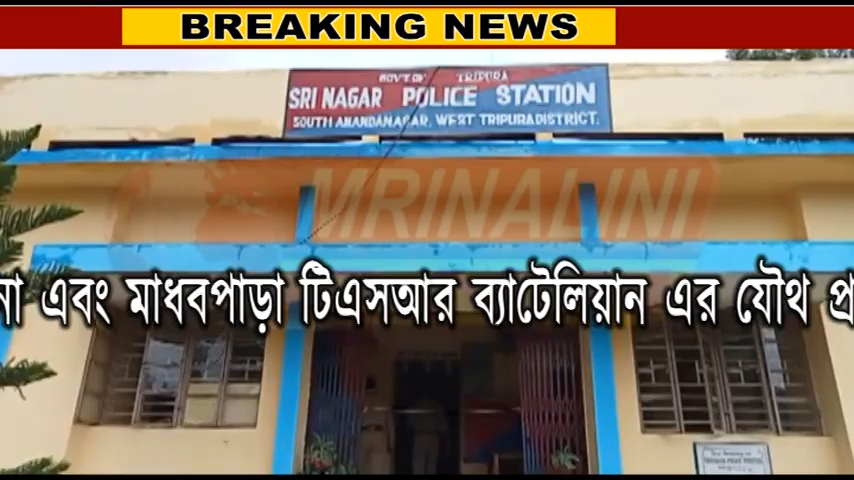 BREAKING NEWS
GOVT OF TRIPURA
SRI NAGAR POLICE STATION
SOUTH ANANDANAGAR, WEST TRIPURA DISTRICT.
MRINALINI
না এবং মাধবপাড়া টিএসআর ব্যাটেলিয়ান এর যৌথ প্র